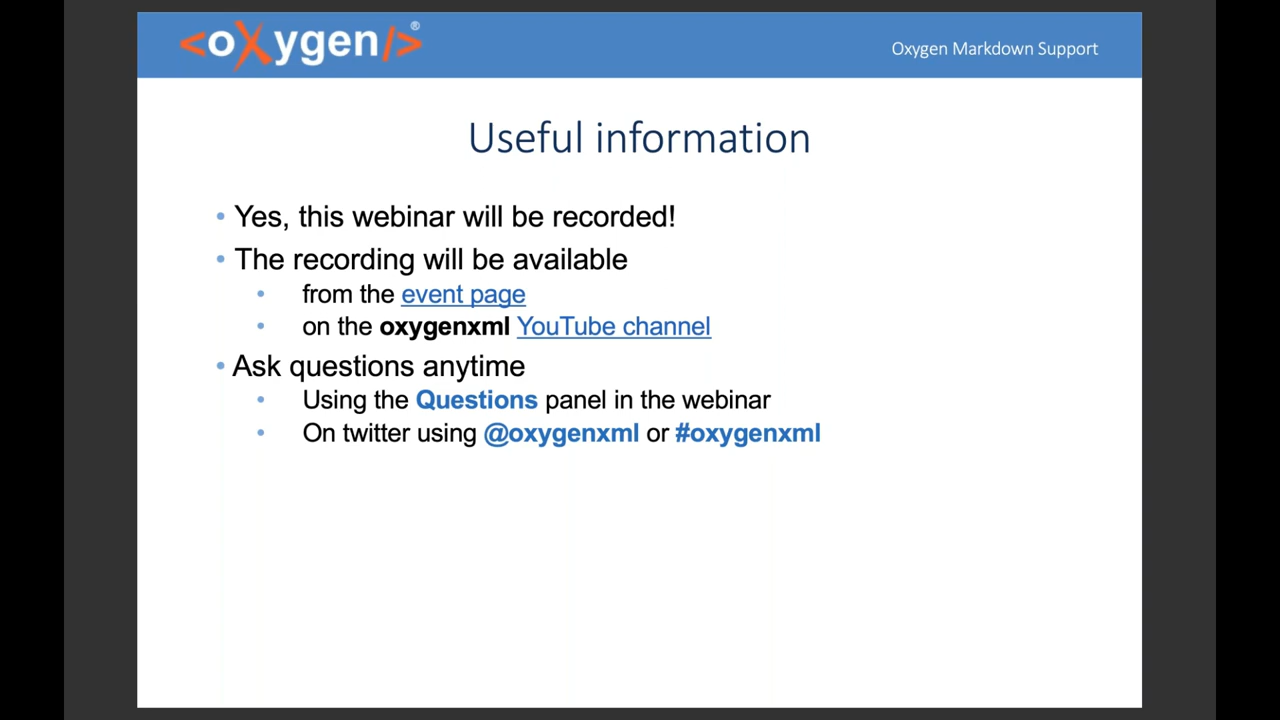 <oXygen/>®
Oxygen Markdown Support
Useful information
• Yes, this webinar will be recorded!
• The recording will be available
• from the event page
• on the oxygenxml YouTube channel
• Ask questions anytime
• Using the Questions panel in the webinar
• On twitter using @oxygenxml or #oxygenxml